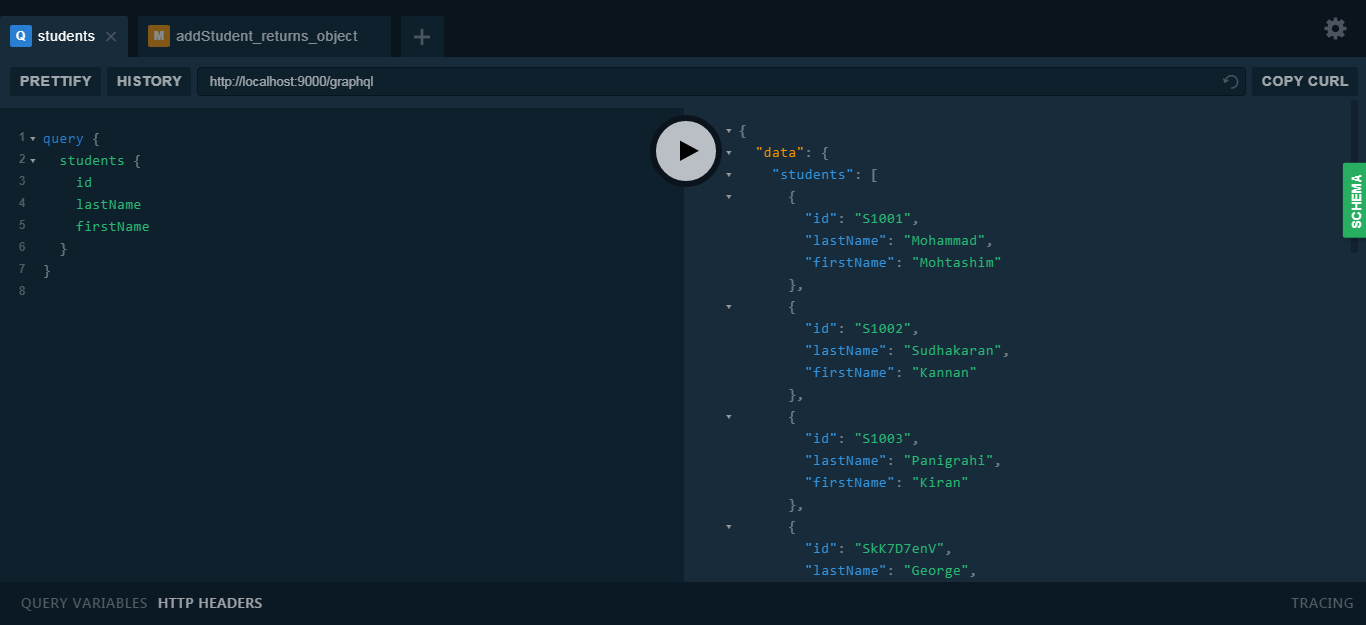 Q students
M addStudent_returns_object
PRETTIFY HISTORY http://localhost:9000/graphql COPY CURL
1 query {
2 students {
3 id
4 lastName
5 firstName
6 }
7 }
8
{
"data": {
"students": [
{
"id": "S1001",
"lastName": "Mohammad",
"firstName": "Mohtashim"
},
{
"id": "S1002",
"lastName": "Sudhakaran",
"firstName": "Kannan"
},
{
"id": "S1003",
"lastName": "Panigrahi",
"firstName": "Kiran"
},
{
"id": "SkK7D7enV",
"lastName": "George",
SCHEMA
QUERY VARIABLES HTTP HEADERS TRACING